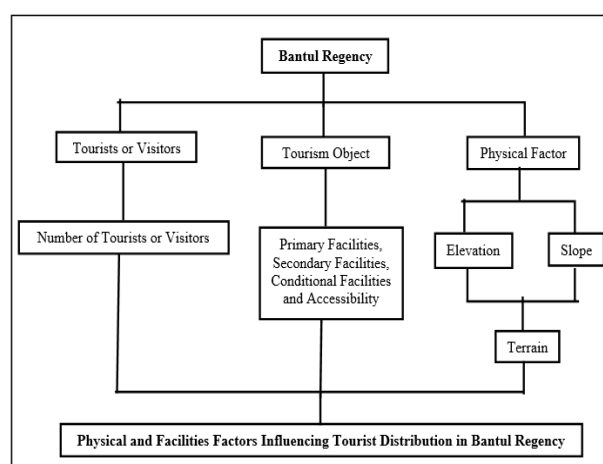 Bantul Regency
Tourists or Visitors
Tourism Object
Physical Factor
Number of Tourists or Visitors
Primary Facilities,
Secondary Facilities,
Conditional Facilities
and Accessibility
Elevation
Slope
Terrain
Physical and Facilities Factors Influencing Tourist Distribution in Bantul Regency